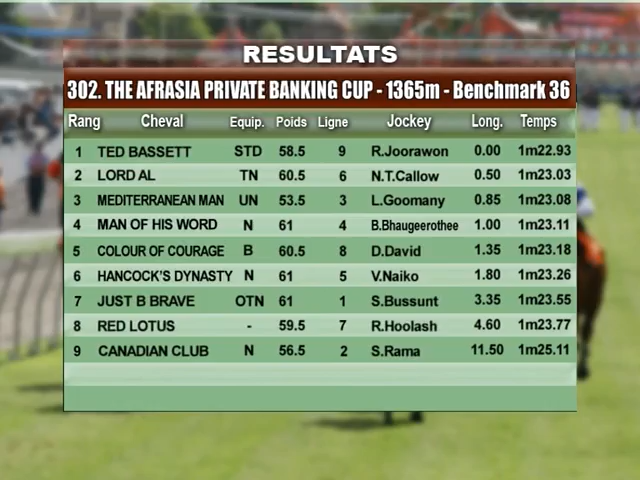 RESULTATS
302. THE AFRASIA PRIVATE BANKING CUP - 1365m - Benchmark 36
Rang Cheval Equip. Poids Ligne Jockey Long. Temps
1 TED BASSETT STD 58.5 9 R.Joorawon 0.00 1m22.93
2 LORD AL TN 60.5 6 N.T.Callow 0.50 1m23.03
3 MEDITERRANEAN MAN UN 53.5 3 L.Goomany 0.85 1m23.08
4 MAN OF HIS WORD N 61 4 B.Bhaugeerothee 1.00 1m23.11
5 COLOUR OF COURAGE B 60.5 8 D.David 1.35 1m23.18
6 HANCOCK'S DYNASTY N 61 5 V.Naiko 1.80 1m23.26
7 JUST B BRAVE OTN 61 1 S.Bussunt 3.35 1m23.55
8 RED LOTUS - 59.5 7 R.Hoolash 4.60 1m23.77
9 CANADIAN CLUB N 56.5 2 S.Rama 11.50 1m25.11